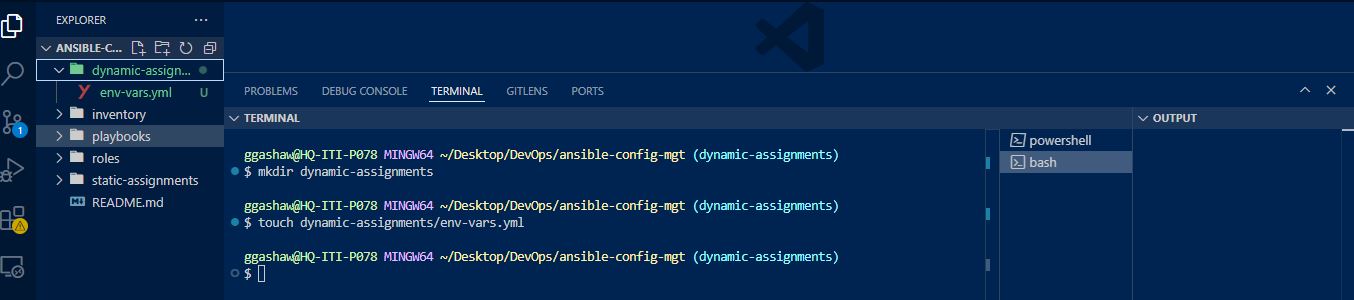 EXPLORER ...
ANSIBLE-C...
dynamic-assign...
env-vars.yml U
inventory
playbooks
roles
static-assignments
README.md
1
PROBLEMS DEBUG CONSOLE TERMINAL GITLENS PORTS
TERMINAL
ggashaw@HQ-ITI-P078 MINGW64 ~/Desktop/DevOps/ansible-config-mgt (dynamic-assignments)
$ mkdir dynamic-assignments
ggashaw@HQ-ITI-P078 MINGW64 ~/Desktop/DevOps/ansible-config-mgt (dynamic-assignments)
$ touch dynamic-assignments/env-vars.yml
ggashaw@HQ-ITI-P078 MINGW64 ~/Desktop/DevOps/ansible-config-mgt (dynamic-assignments)
$
powershell
bash
OUTPUT